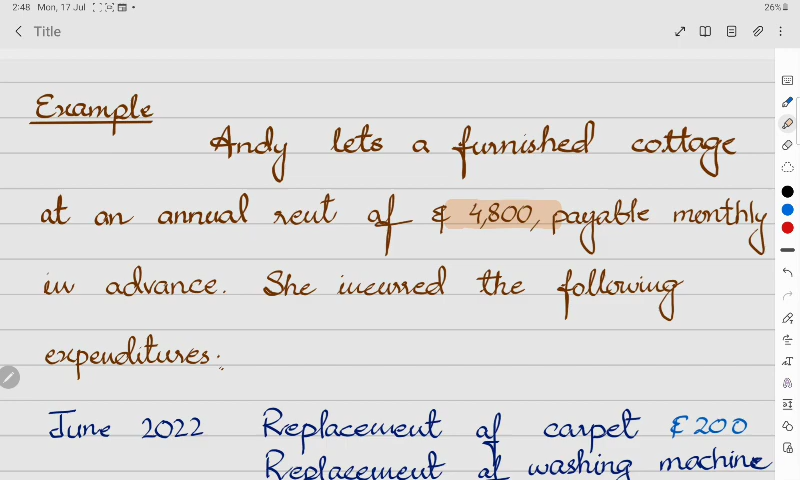 2:48 Mon, 17 Jul 26%
Title
Example
Andy lets a furnished cottage
at an annual rent of £ 4,800, payable monthly
in advance. She incurred the following
expenditures:
June 2022 Replacement of carpet £200
Replacement of washing machine